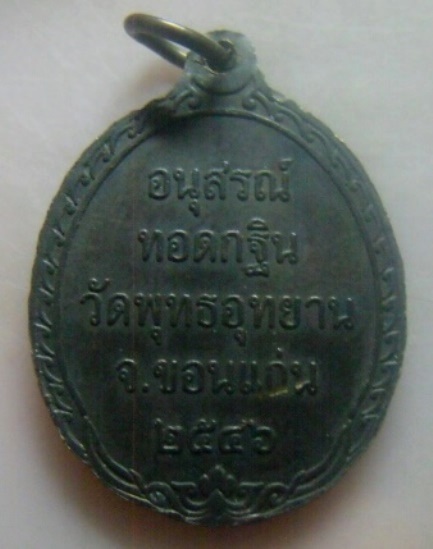 อนุสรณ์
ทอดกฐิน
วัดพุทธอุทยาน
จ.ขอนแก่น
๒๕๔๖